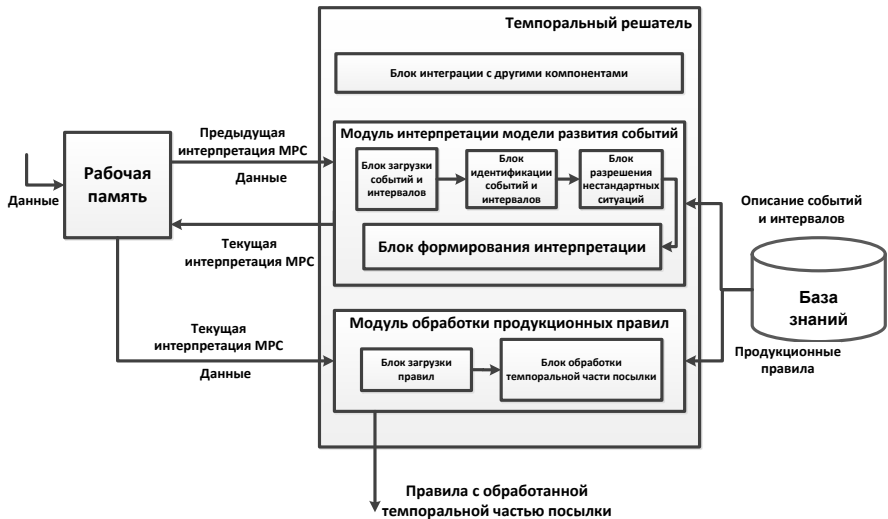 Темпоральный решатель
Блок интеграции с другими компонентами
Предыдущая
интерпретация МРС
Данные
Модуль интерпретации модели развития событий
Блок загрузки
событий и
интервалов
Блок
идентификации
событий и
интервалов
Блок
разрешения
нестандартных
ситуаций
Рабочая
память
Данные
Текущая
интерпретация МРС
Блок формирования интерпретации
Описание событий
и интервалов
База
знаний
Продукционные
правила
Текущая
интерпретация МРС
Данные
Модуль обработки продукционных правил
Блок загрузки
правил
Блок обработки
темпоральной части посылки
Правила с обработанной
темпоральной частью посылки